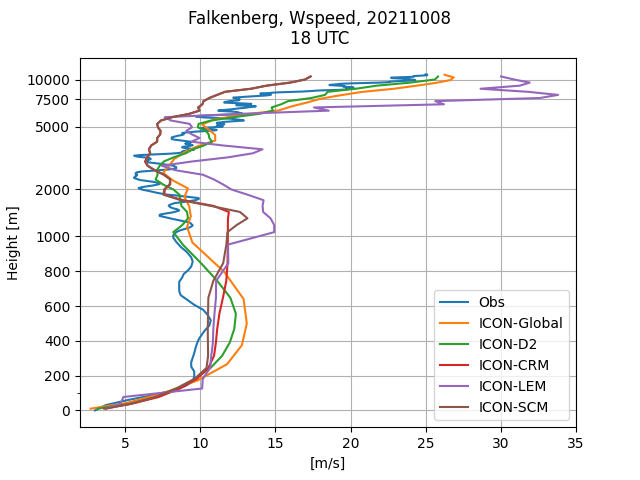 Falkenberg, Wspeed, 20211008
18 UTC
10000
7500
5000
2000
1000
800
600
400
200
0
Height [m]
5
10
15
20
25
30
35
[m/s]
Obs
ICON-Global
ICON-D2
ICON-CRM
ICON-LEM
ICON-SCM